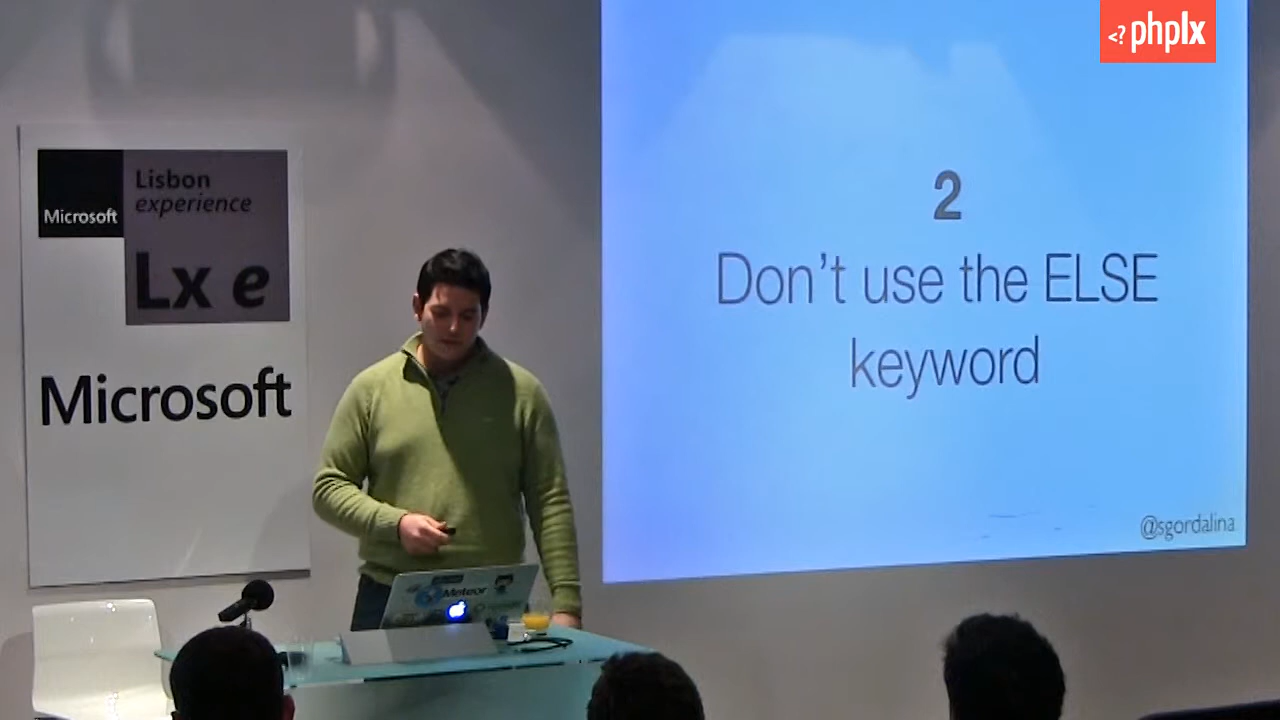 <? phplx
Microsoft
Lisbon
experience
Lx e
Microsoft
2
Don't use the ELSE
keyword
@sgordalina
Meteor